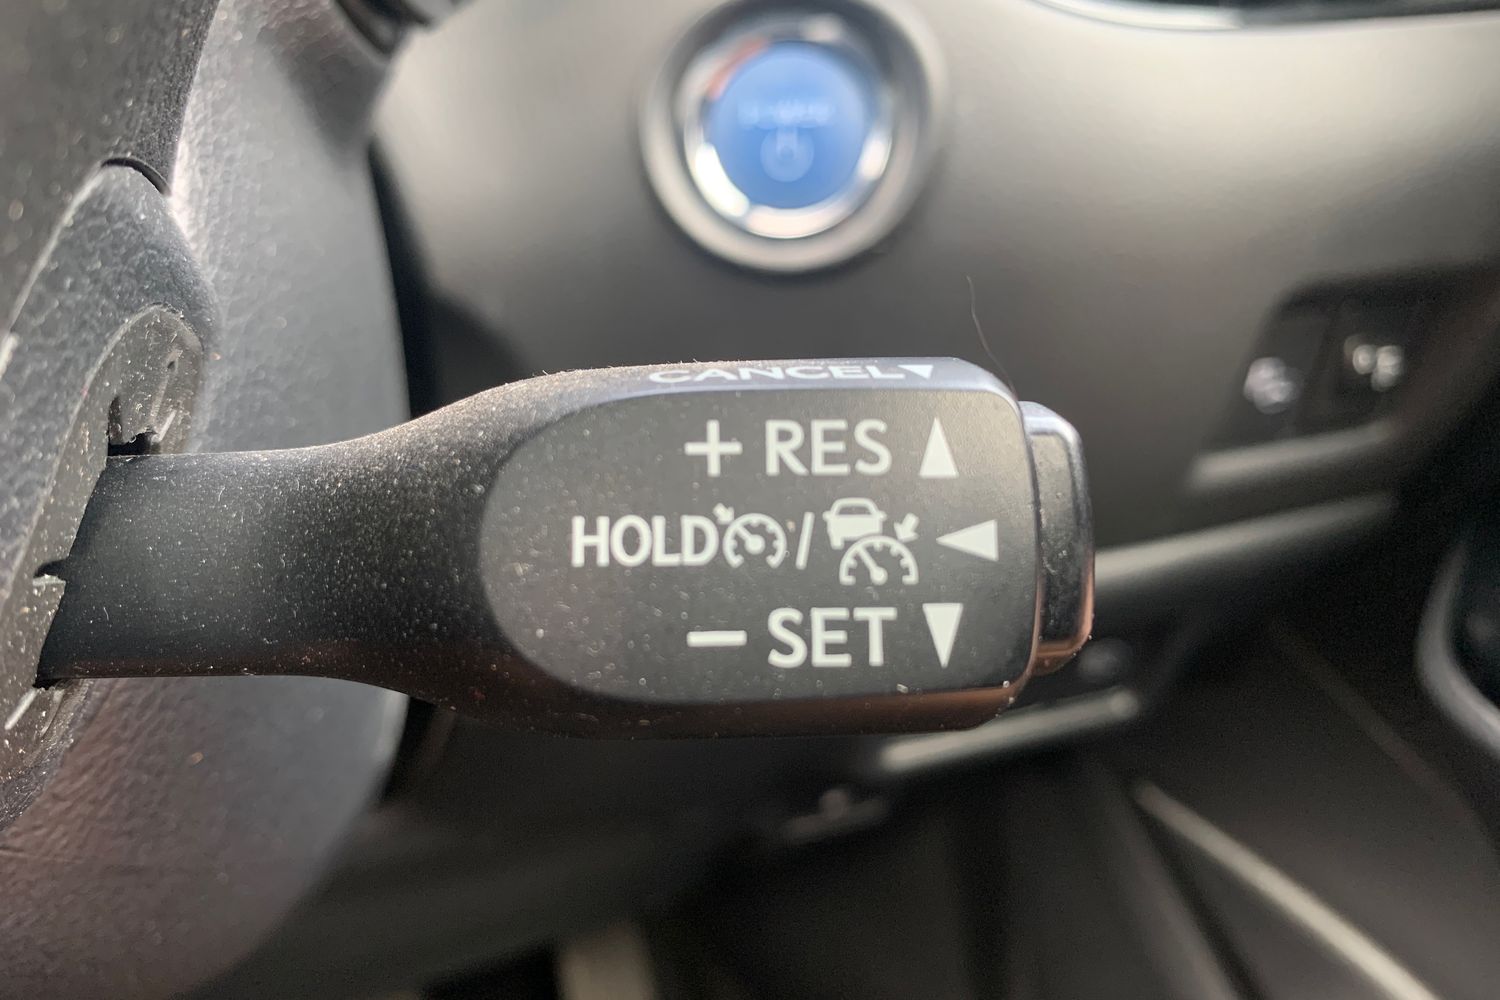 CANCEL
+ RES
HOLD /
- SET